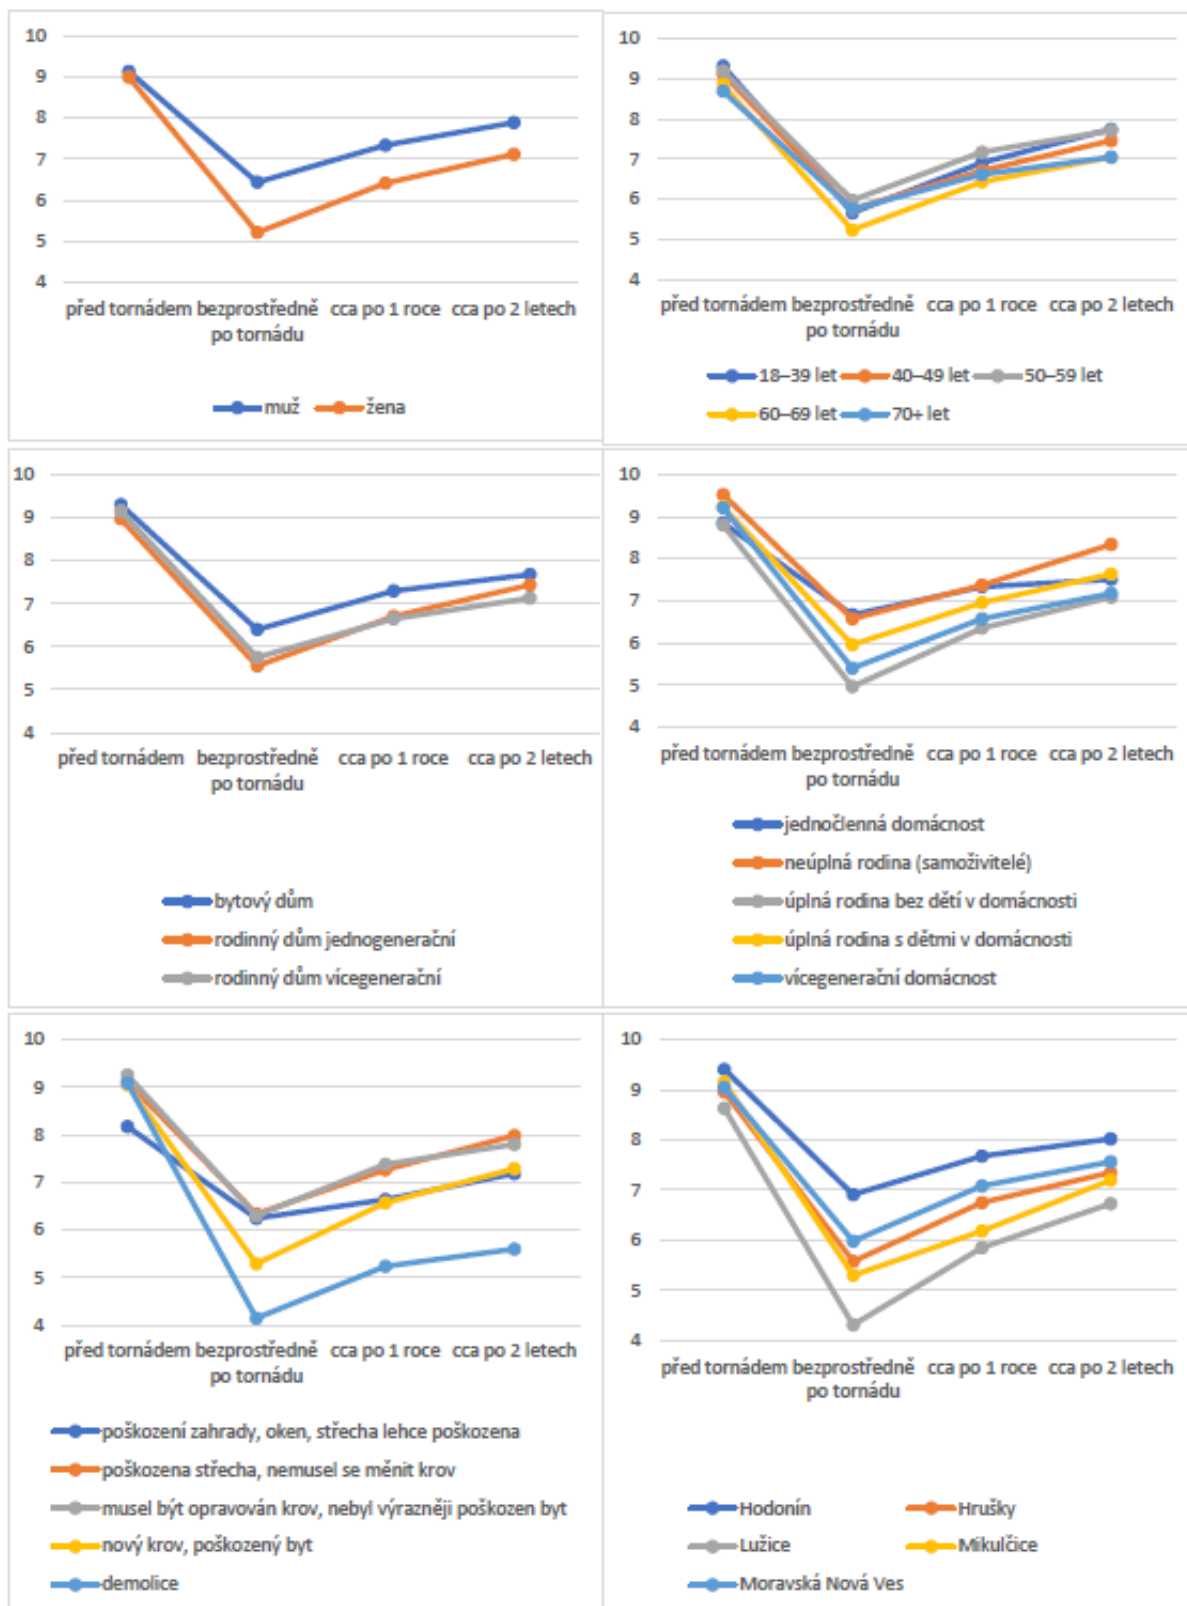 10
9
8
7
6
5
4
před tornádem bezprostředně cca po 1 roce cca po 2 letech
po tornádu
muž žena
10
9
8
7
6
5
4
před tornádem bezprostředně cca po 1 roce cca po 2 letech
po tornádu
18–39 let 40–49 let 50–59 let
60–69 let 70+ let
10
9
8
7
6
5
4
před tornádem bezprostředně cca po 1 roce cca po 2 letech
po tornádu
bytový dům
rodinný dům jednogenerační
rodinný dům vícegenerační
10
9
8
7
6
5
4
před tornádem bezprostředně cca po 1 roce cca po 2 letech
po tornádu
jednočlenná domácnost
neúplná rodina (samoživitelé)
úplná rodina bez dětí v domácnosti
úplná rodina s dětmi v domácnosti
vícegenerační domácnost
10
9
8
7
6
5
4
před tornádem bezprostředně cca po 1 roce cca po 2 letech
po tornádu
poškození zahrady, oken, střecha lehce poškozena
poškozena střecha, nemusel se měnit krov
musel být opravován krov, nebyl výrazněji poškozen byt
nový krov, poškozený byt
demolice
10
9
8
7
6
5
4
před tornádem bezprostředně cca po 1 roce cca po 2 letech
po tornádu
Hodonín Hrušky
Lužice Mikulčice
Moravská Nová Ves